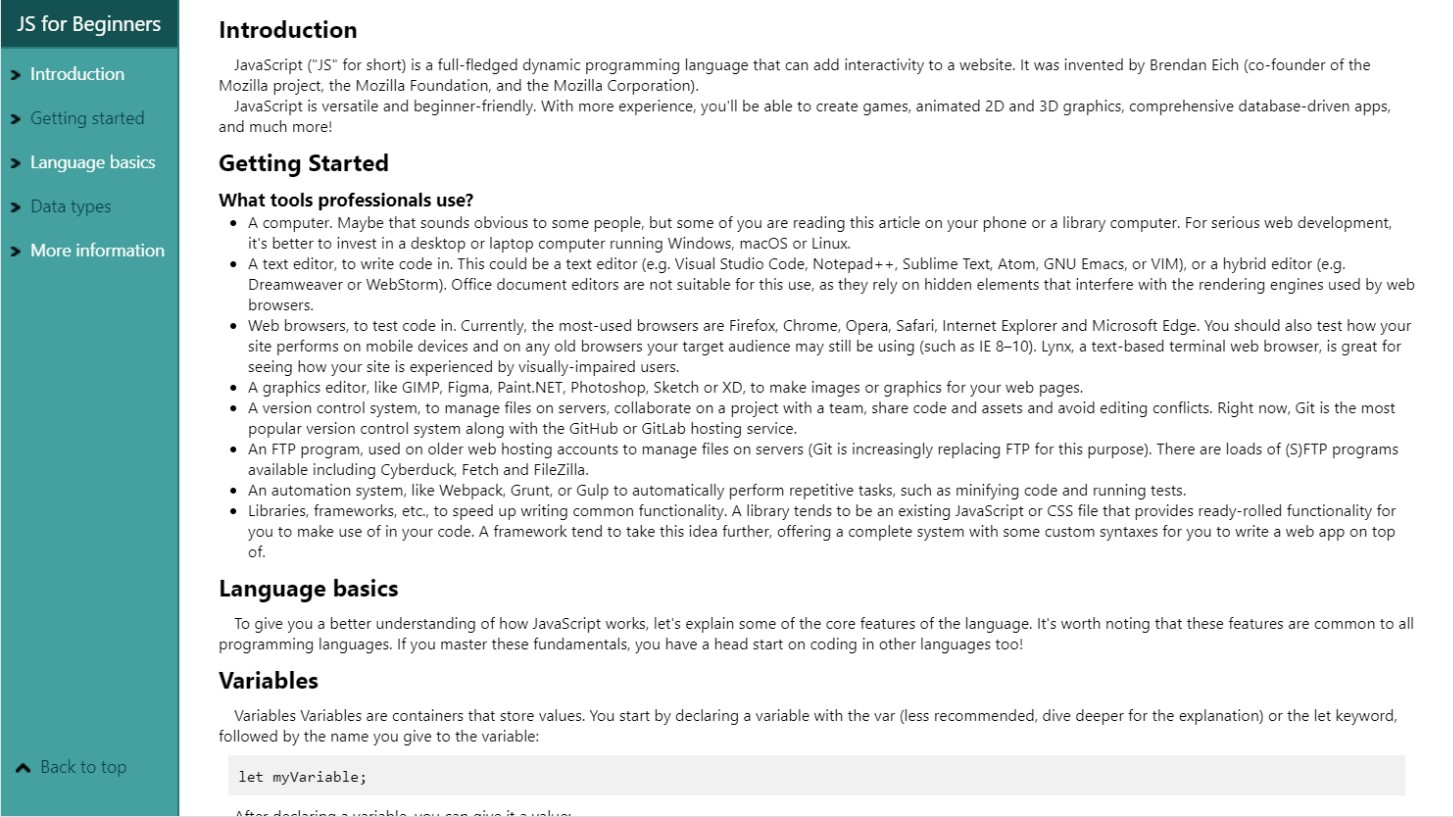 JS for Beginners
Introduction
Getting started
Language basics
Data types
More information
Back to top
Introduction
JavaScript ("JS" for short) is a full-fledged dynamic programming language that can add interactivity to a website. It was invented by Brendan Eich (co-founder of the
Mozilla project, the Mozilla Foundation, and the Mozilla Corporation).
JavaScript is versatile and beginner-friendly. With more experience, you'll be able to create games, animated 2D and 3D graphics, comprehensive database-driven apps,
and much more!
Getting Started
What tools professionals use?
• A computer. Maybe that sounds obvious to some people, but some of you are reading this article on your phone or a library computer. For serious web development,
it's better to invest in a desktop or laptop computer running Windows, macOS or Linux.
• A text editor, to write code in. This could be a text editor (e.g. Visual Studio Code, Notepad++, Sublime Text, Atom, GNU Emacs, or VIM), or a hybrid editor (e.g.
Dreamweaver or WebStorm). Office document editors are not suitable for this use, as they rely on hidden elements that interfere with the rendering engines used by web
browsers.
• Web browsers, to test code in. Currently, the most-used browsers are Firefox, Chrome, Opera, Safari, Internet Explorer and Microsoft Edge. You should also test how your
site performs on mobile devices and on any old browsers your target audience may still be using (such as IE 8–10). Lynx, a text-based terminal web browser, is great for
seeing how your site is experienced by visually-impaired users.
• A graphics editor, like GIMP, Figma, Paint.NET, Photoshop, Sketch or XD, to make images or graphics for your web pages.
• A version control system, to manage files on servers, collaborate on a project with a team, share code and assets and avoid editing conflicts. Right now, Git is the most
popular version control system along with the GitHub or GitLab hosting service.
• An FTP program, used on older web hosting accounts to manage files on servers (Git is increasingly replacing FTP for this purpose). There are loads of (S)FTP programs
available including Cyberduck, Fetch and FileZilla.
• An automation system, like Webpack, Grunt, or Gulp to automatically perform repetitive tasks, such as minifying code and running tests.
• Libraries, frameworks, etc., to speed up writing common functionality. A library tends to be an existing JavaScript or CSS file that provides ready-rolled functionality for
you to make use of in your code. A framework tend to take this idea further, offering a complete system with some custom syntaxes for you to write a web app on top
of.
Language basics
To give you a better understanding of how JavaScript works, let's explain some of the core features of the language. It's worth noting that these features are common to all
programming languages. If you master these fundamentals, you have a head start on coding in other languages too!
Variables
Variables Variables are containers that store values. You start by declaring a variable with the var (less recommended, dive deeper for the explanation) or the let keyword,
followed by the name you give to the variable:
let myVariable;
After declaring a variable, you can give it a value: